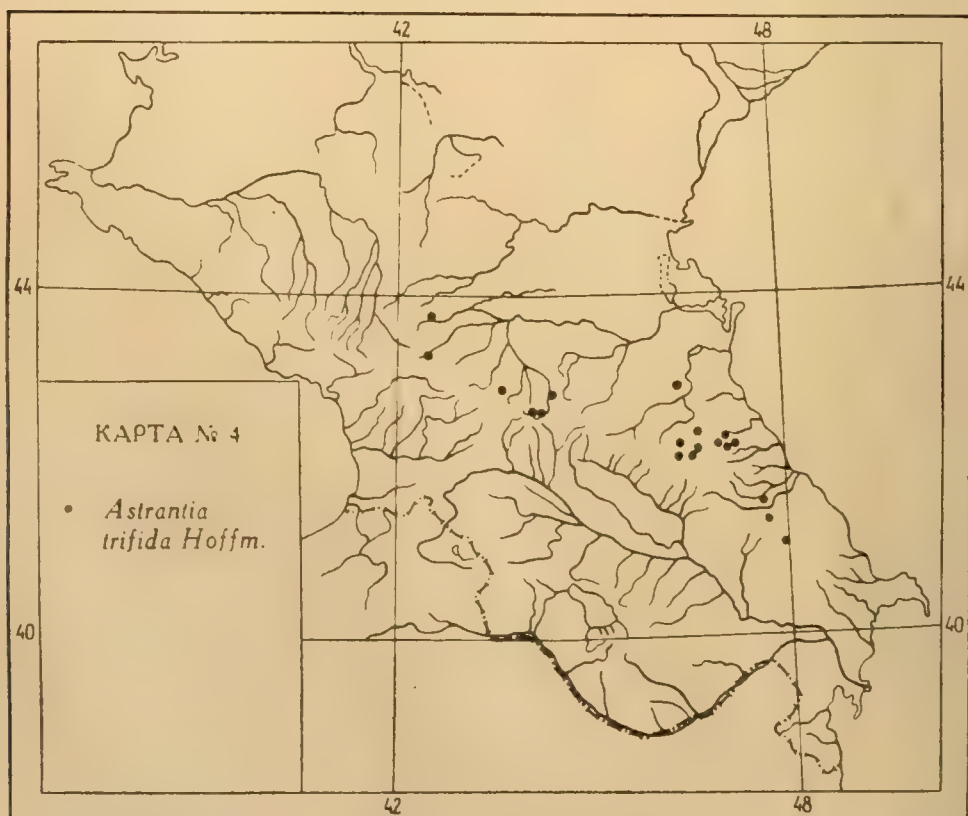 42 48
44 44
КАРТА № 4
Astrantia
trifida Hoffm.
40 40
42 48